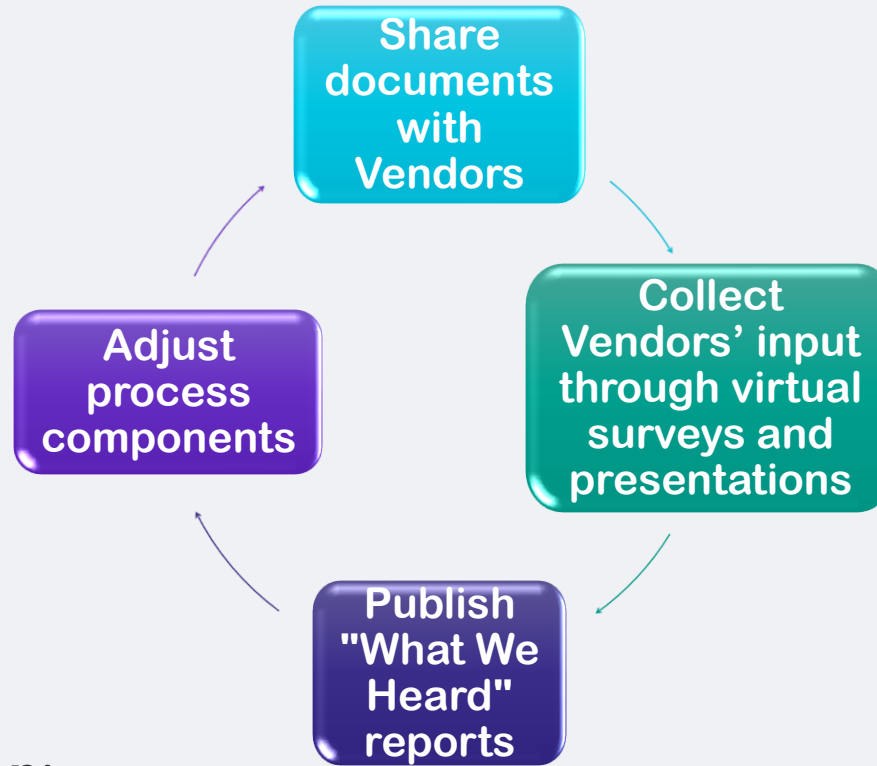 Share
documents
with
Vendors
Collect
Vendors’ input
through virtual
surveys and
presentations
Publish
"What We
Heard"
reports
Adjust
process
components